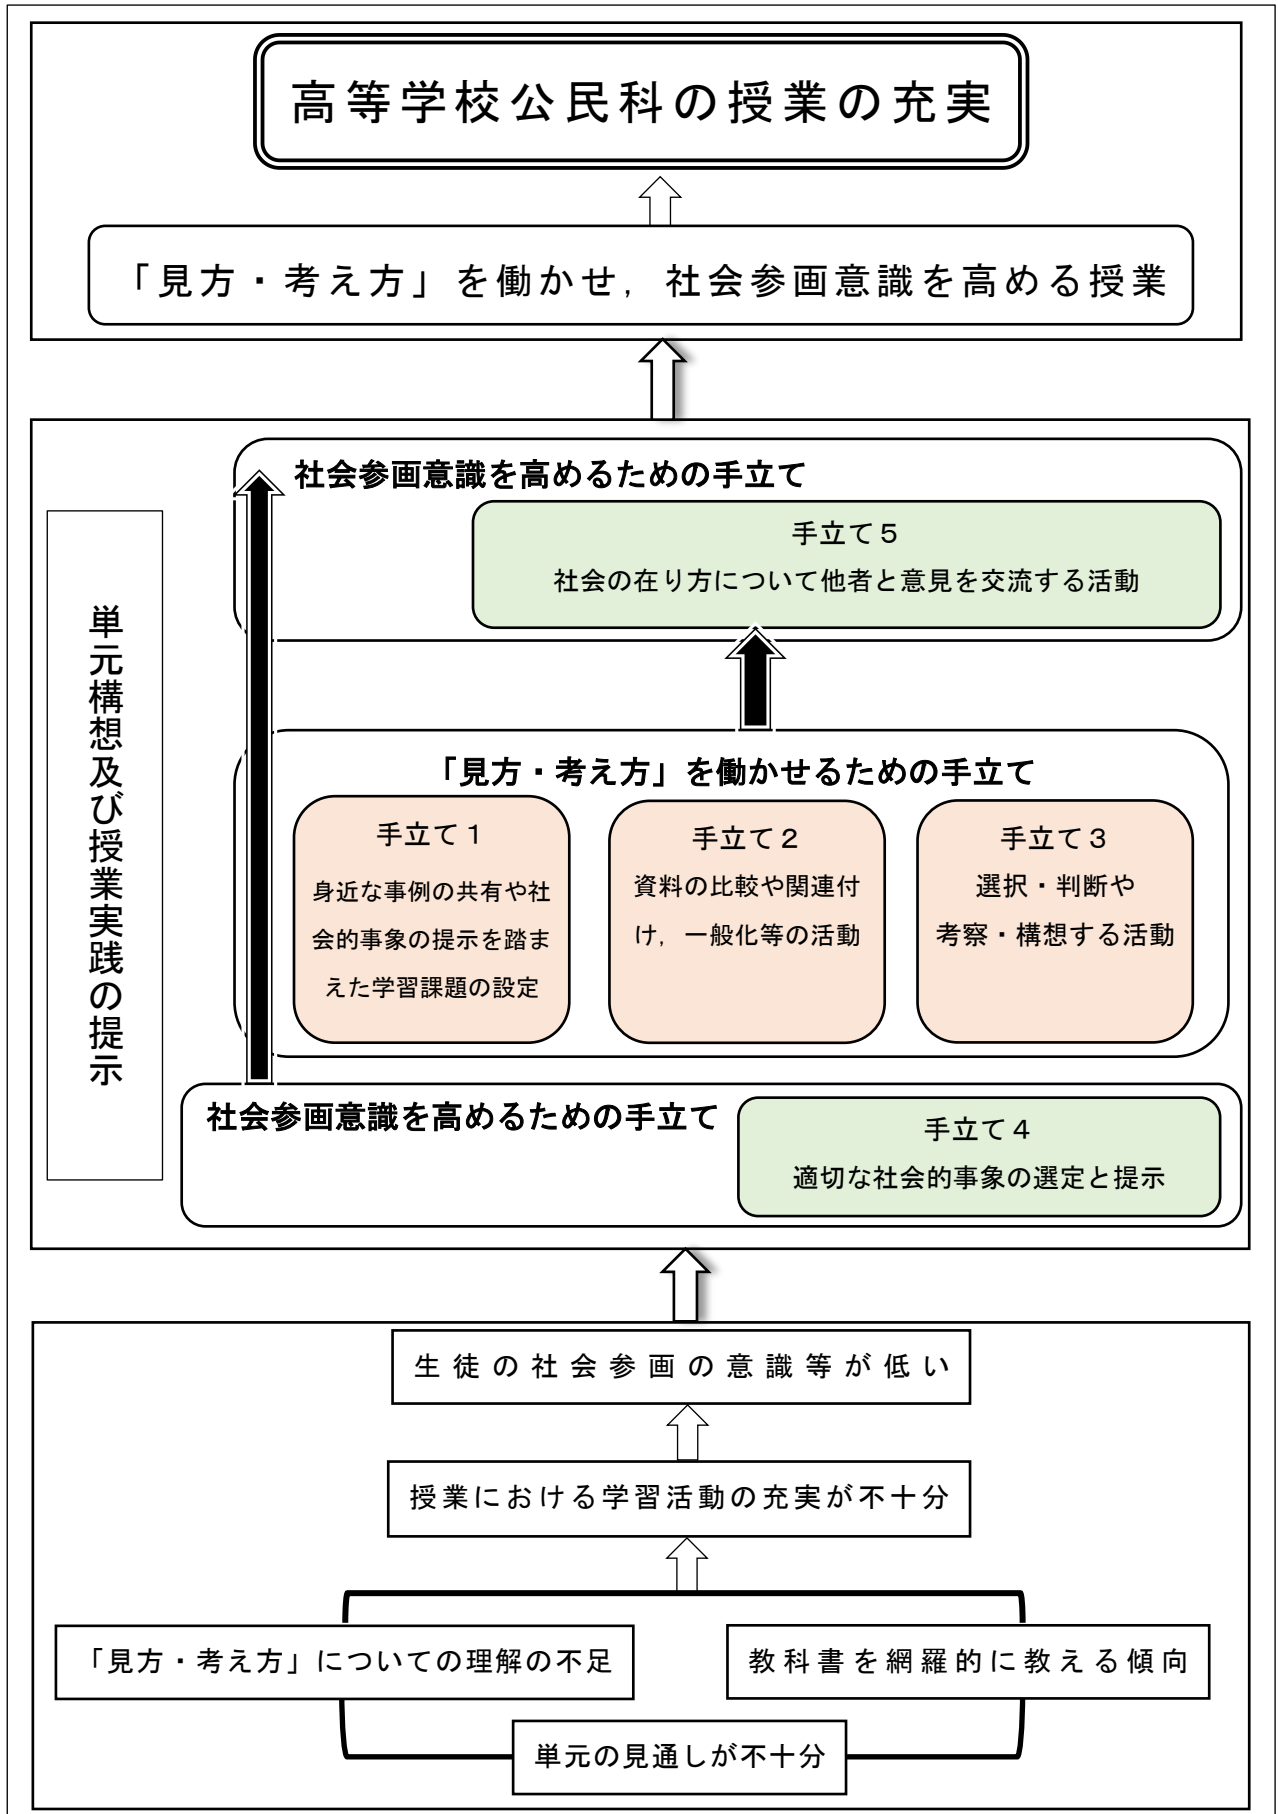 高等学校公民科の授業の充実
「見方・考え方」を働かせ，社会参画意識を高める授業
単元構想及び授業実践の提示
社会参画意識を高めるための手立て
手立て５
社会の在り方について他者と意見を交流する活動
「見方・考え方」を働かせるための手立て
手立て１
身近な事例の共有や社
会的事象の提示を踏ま
えた学習課題の設定
手立て２
資料の比較や関連付
け，一般化等の活動
手立て３
選択・判断や
考察・構想する活動
社会参画意識を高めるための手立て
手立て４
適切な社会的事象の選定と提示
生徒の社会参画の意識等が低い
授業における学習活動の充実が不十分
「見方・考え方」についての理解の不足
教科書を網羅的に教える傾向
単元の見通しが不十分